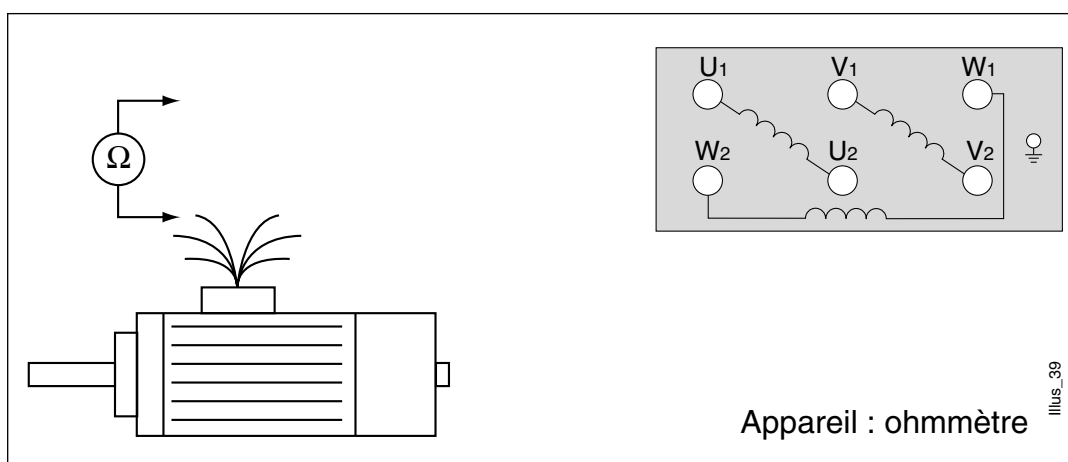 U1 V1 W1
Ω
W2 U2 V2
Appareil : ohmmètre
Illus_39